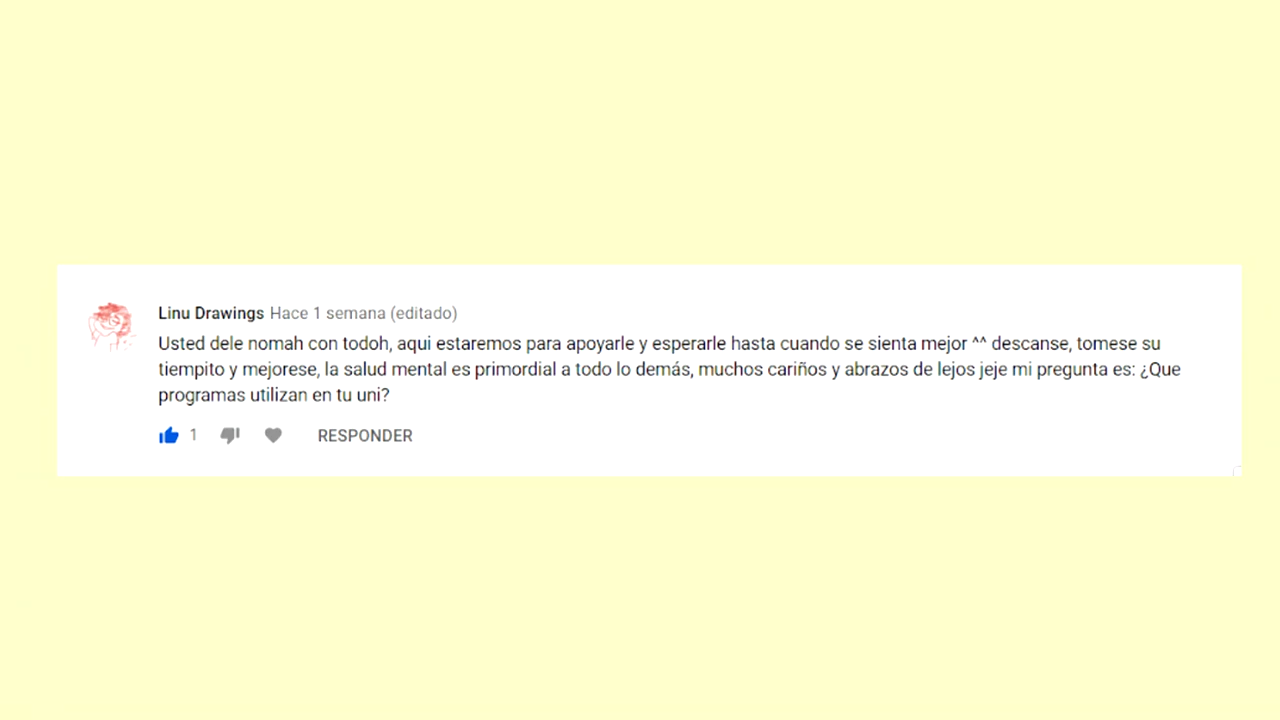 Linu Drawings Hace 1 semana (editado)
Usted dele nomah con todoh, aqui estaremos para apoyarle y esperarle hasta cuando se sienta mejor ^^ descanse, tomese su
tiempito y mejorese, la salud mental es primordial a todo lo demás, muchos cariños y abrazos de lejos jeje mi pregunta es: ¿Que
programas utilizan en tu uni?
1 RESPONDER